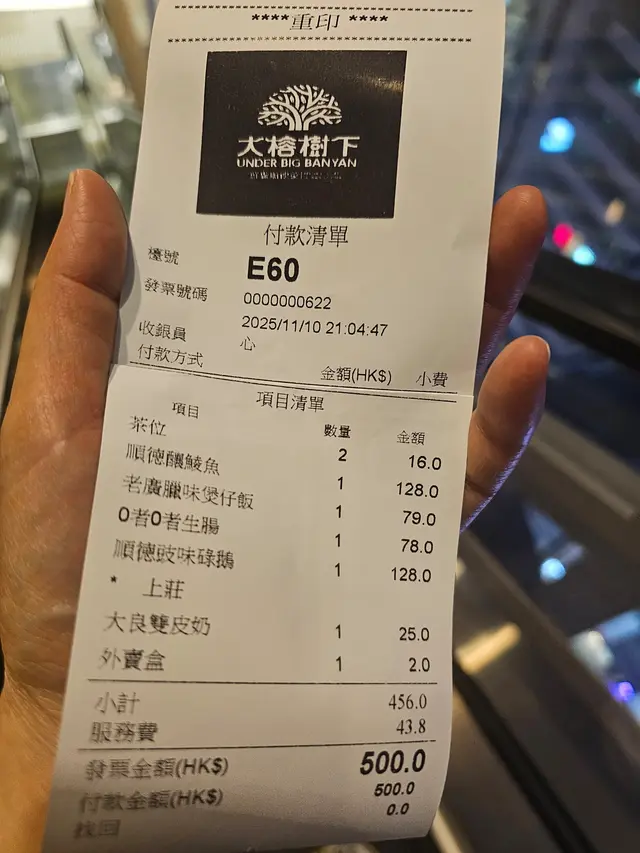 ****重印 ****
大榕樹下
UNDER BIG BANYAN
付款清單
檯號 E60
發票號碼 0000000622
2025/11/10 21:04:47
收銀員 心
付款方式 金額(HK$) 小費
項目清單
項目 數量 金額
茶位 2 16.0
順德釀鯪魚 1 128.0
老廣臘味煲仔飯 1 79.0
0者0者生腸 1 78.0
順德豉味碌鵝 1 128.0
* 上莊
大良雙皮奶 1 25.0
外賣盒 1 2.0
小計 456.0
服務費 43.8
發票金額(HK$) 500.0
付款金額(HK$) 500.0
找回 0.0